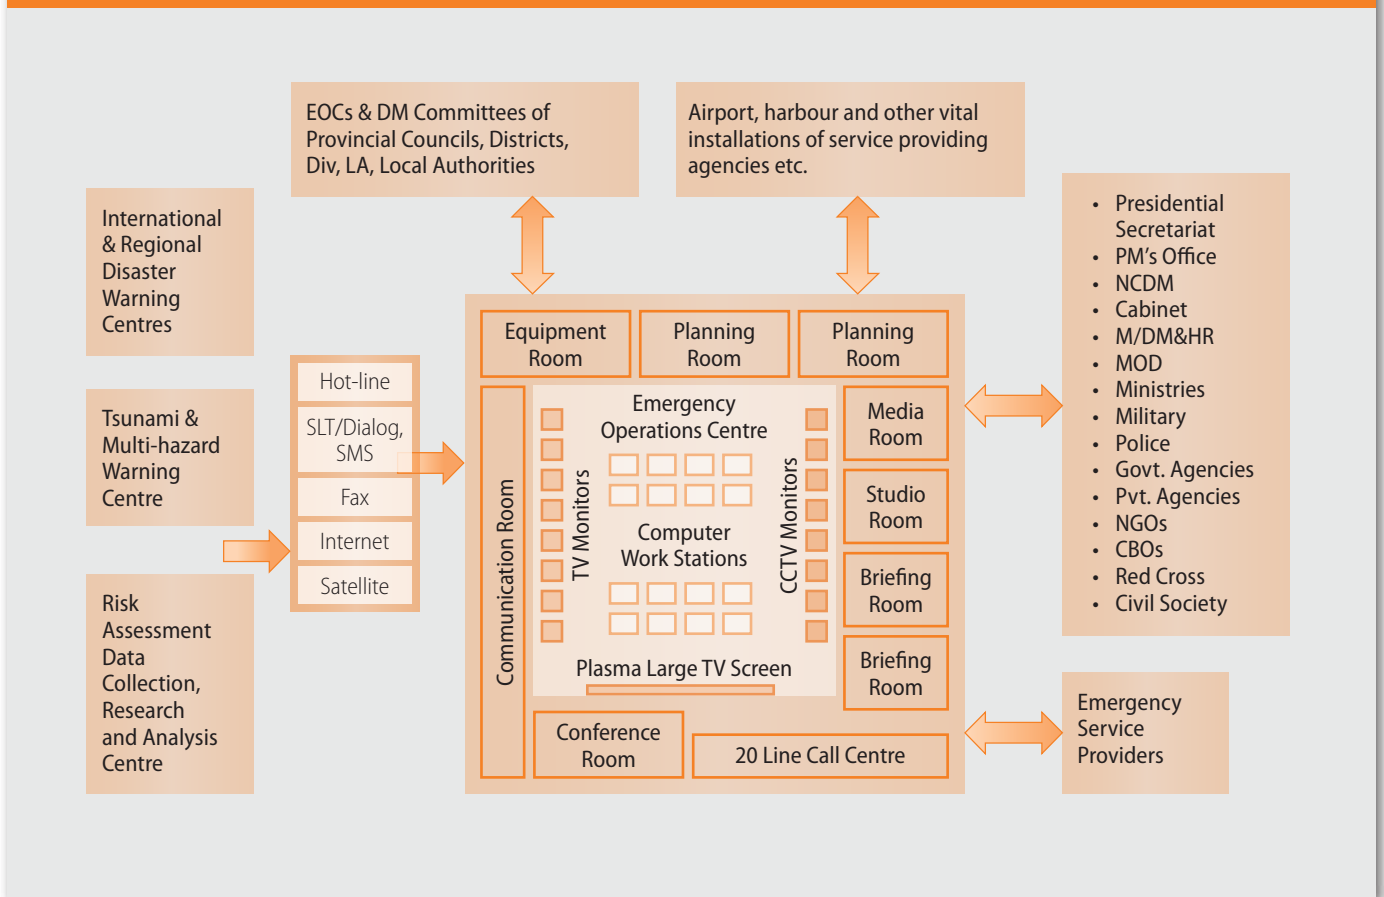 EOCs & DM Committees of
Provincial Councils, Districts,
Div, LA, Local Authorities
Airport, harbour and other vital
installations of service providing
agencies etc.
International
& Regional
Disaster
Warning
Centres
Tsunami &
Multi-hazard
Warning
Centre
Risk
Assessment
Data
Collection,
Research
and Analysis
Centre
Hot-line
SLT/Dialog,
SMS
Fax
Internet
Satellite
Equipment
Room
Planning
Room
Planning
Room
Communication Room
TV Monitors
Emergency
Operations Centre
Computer
Work Stations
CCTV Monitors
Plasma Large TV Screen
Media
Room
Studio
Room
Briefing
Room
Briefing
Room
Conference
Room
20 Line Call Centre
• Presidential
Secretariat
• PM's Office
• NCDM
• Cabinet
• M/DM&HR
• MOD
• Ministries
• Military
• Police
• Govt. Agencies
• Pvt. Agencies
• NGOs
• CBOs
• Red Cross
• Civil Society
Emergency
Service
Providers